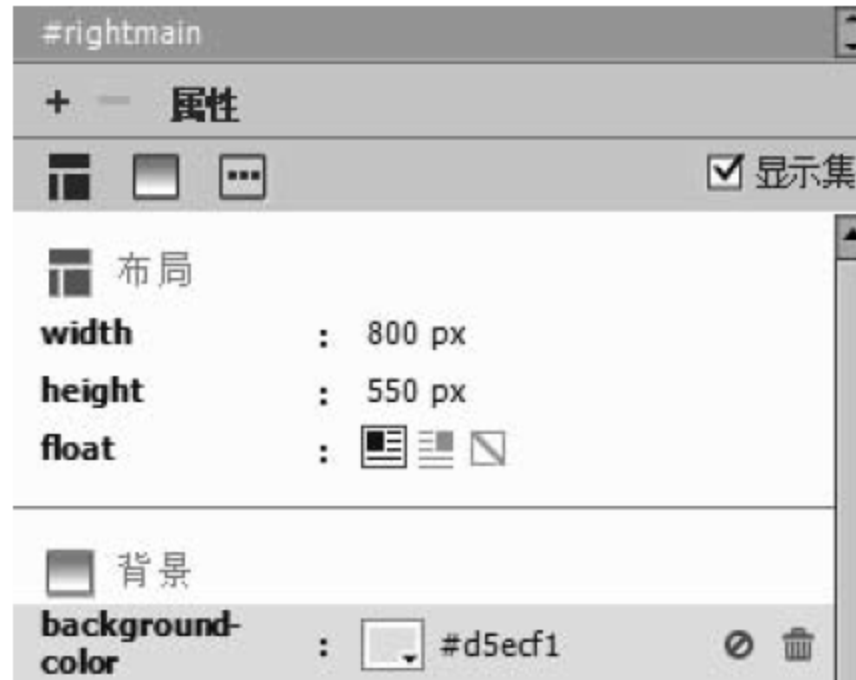 #rightmain
+ − 属性
显示集
布局
width : 800 px
height : 550 px
float :
背景
background-
color : #d5ecf1